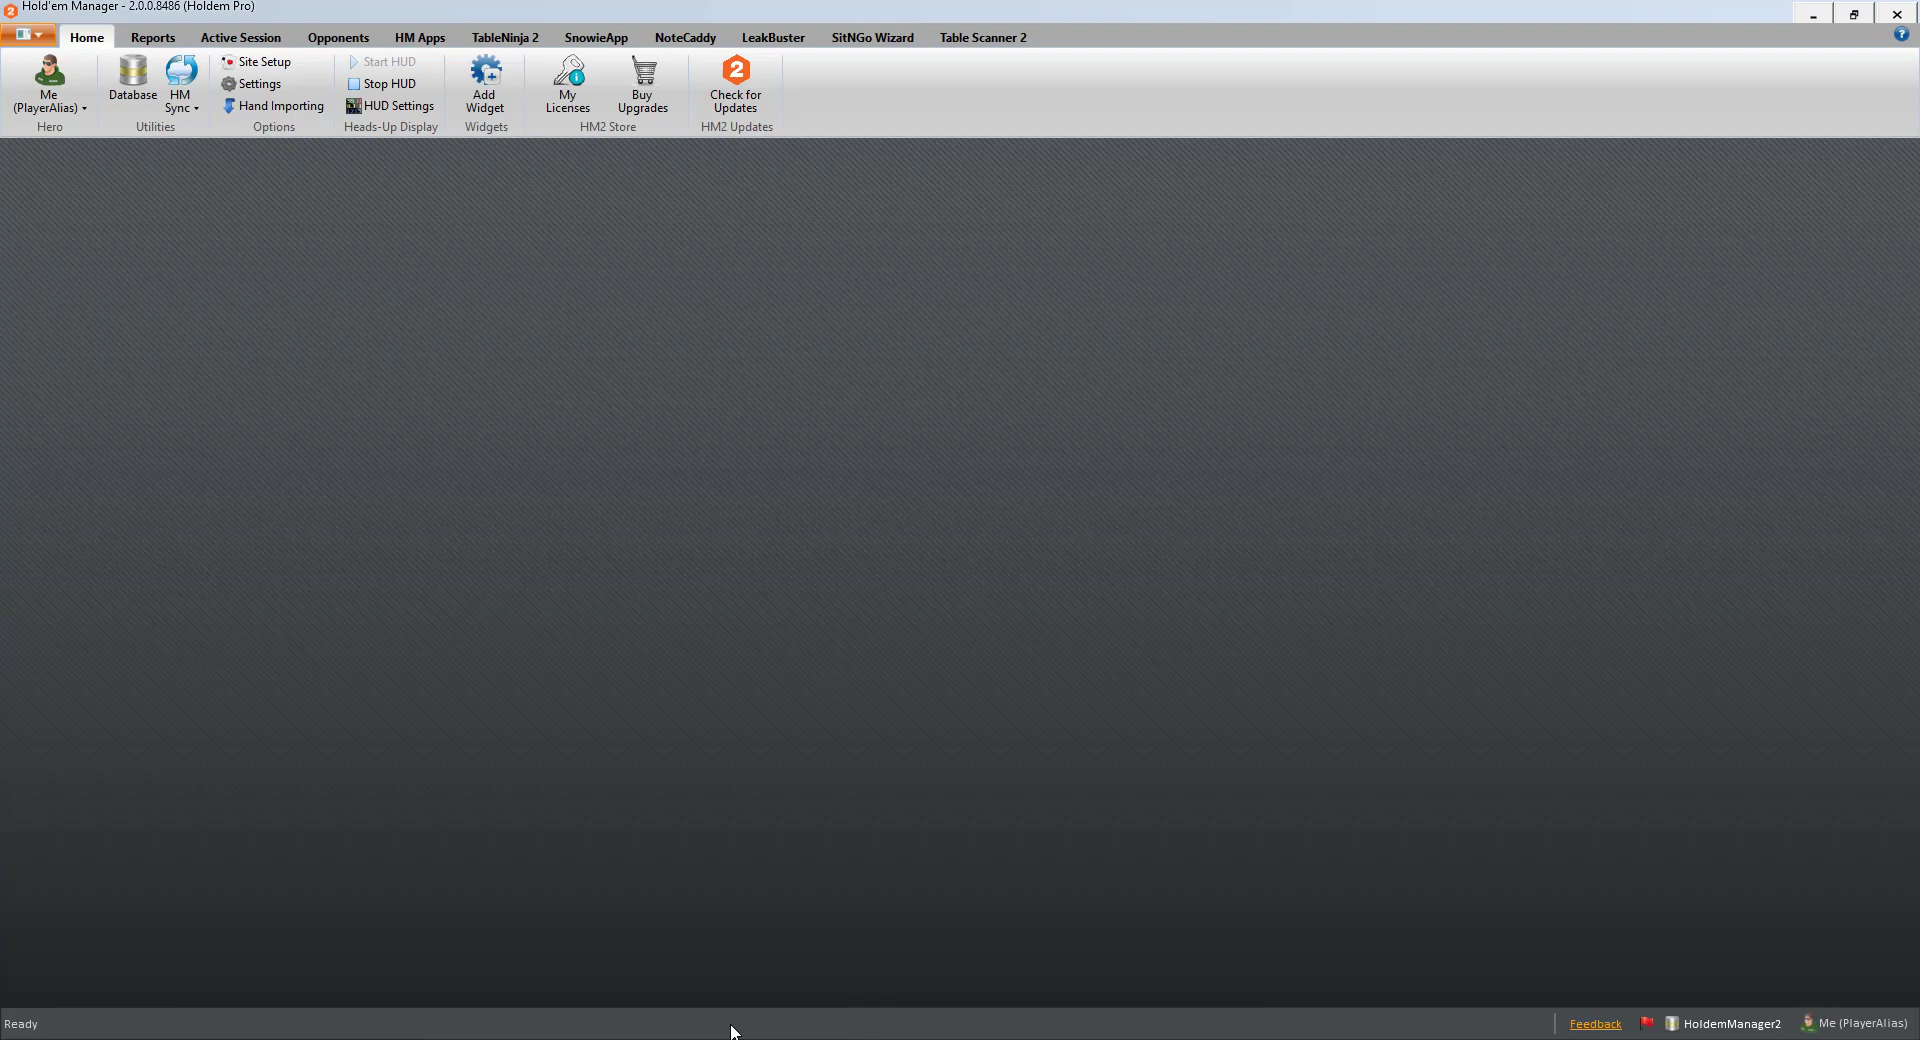 Hold'em Manager - 2.0.0.8486 (Holdem Pro)
Home Reports Active Session Opponents HM Apps TableNinja 2 SnowieApp NoteCaddy LeakBuster SitNGo Wizard Table Scanner 2
Me
(PlayerAlias)
Hero
Database
HM
Sync
Utilities
Site Setup
Settings
Hand Importing
Options
Start HUD
Stop HUD
HUD Settings
Heads-Up Display
Add
Widget
Widgets
My
Licenses
Buy
Upgrades
HM2 Store
2
Check for
Updates
HM2 Updates
Ready
Feedback
HoldemManager2
Me (PlayerAlias)